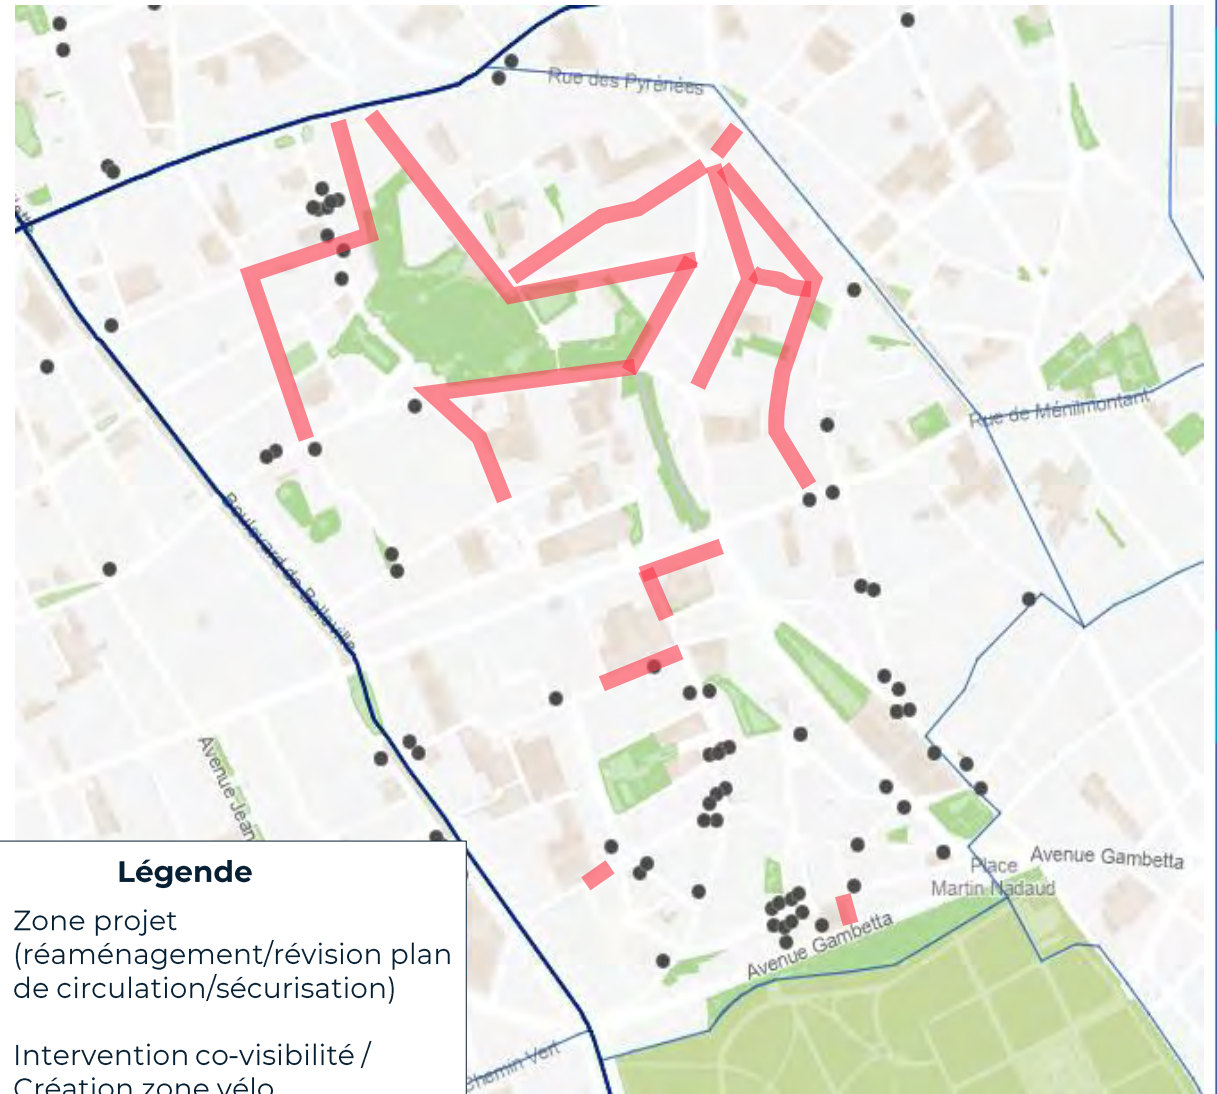 Rue des Pyrénées
Rue de Ménilmontant
Boulevard de Belleville
Avenue Jean
Place
Martin Nadaud
Avenue Gambetta
Avenue Gambetta
Chemin Vert
Légende
Zone projet
(réaménagement/révision plan
de circulation/sécurisation)
Intervention co-visibilité /
Création zone vélo